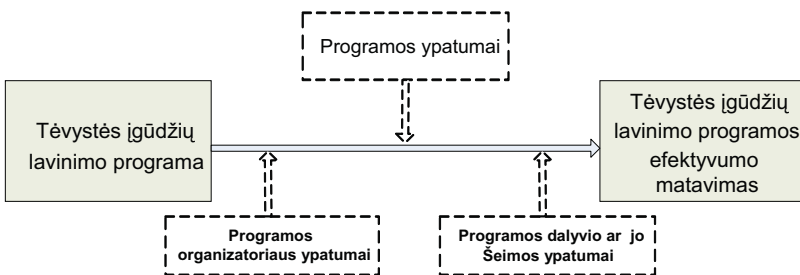 Programos ypatumai
Tėvystės įgūdžių
lavinimo programa
Tėvystės įgūdžių
lavinimo programos
efektyvumo
matavimas
Programos
organizatoriaus ypatumai
Programos dalyvio ar jo
Šeimos ypatumai